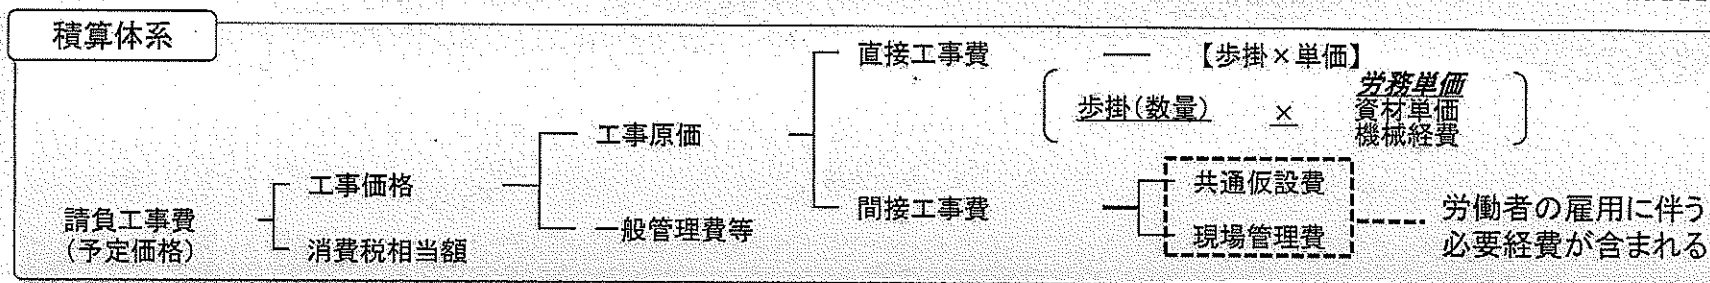 積算体系
直接工事費
【歩掛×単価】
歩掛(数量) × 労務単価
資材単価
機械経費
工事原価
工事価格
共通仮設費
請負工事費
(予定価格)
一般管理費等
間接工事費
現場管理費
労働者の雇用に伴う
必要経費が含まれる
消費税相当額